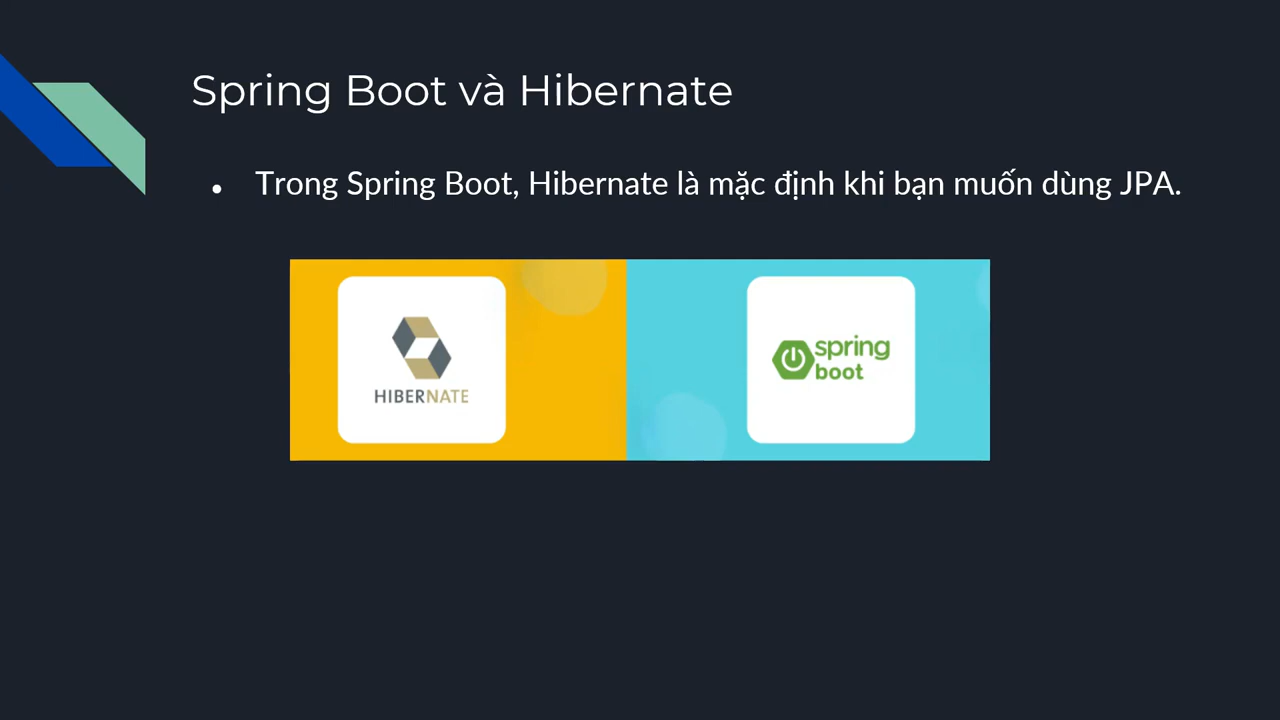 Spring Boot và Hibernate
• Trong Spring Boot, Hibernate là mặc định khi bạn muốn dùng JPA.
HIBERNATE
spring
boot